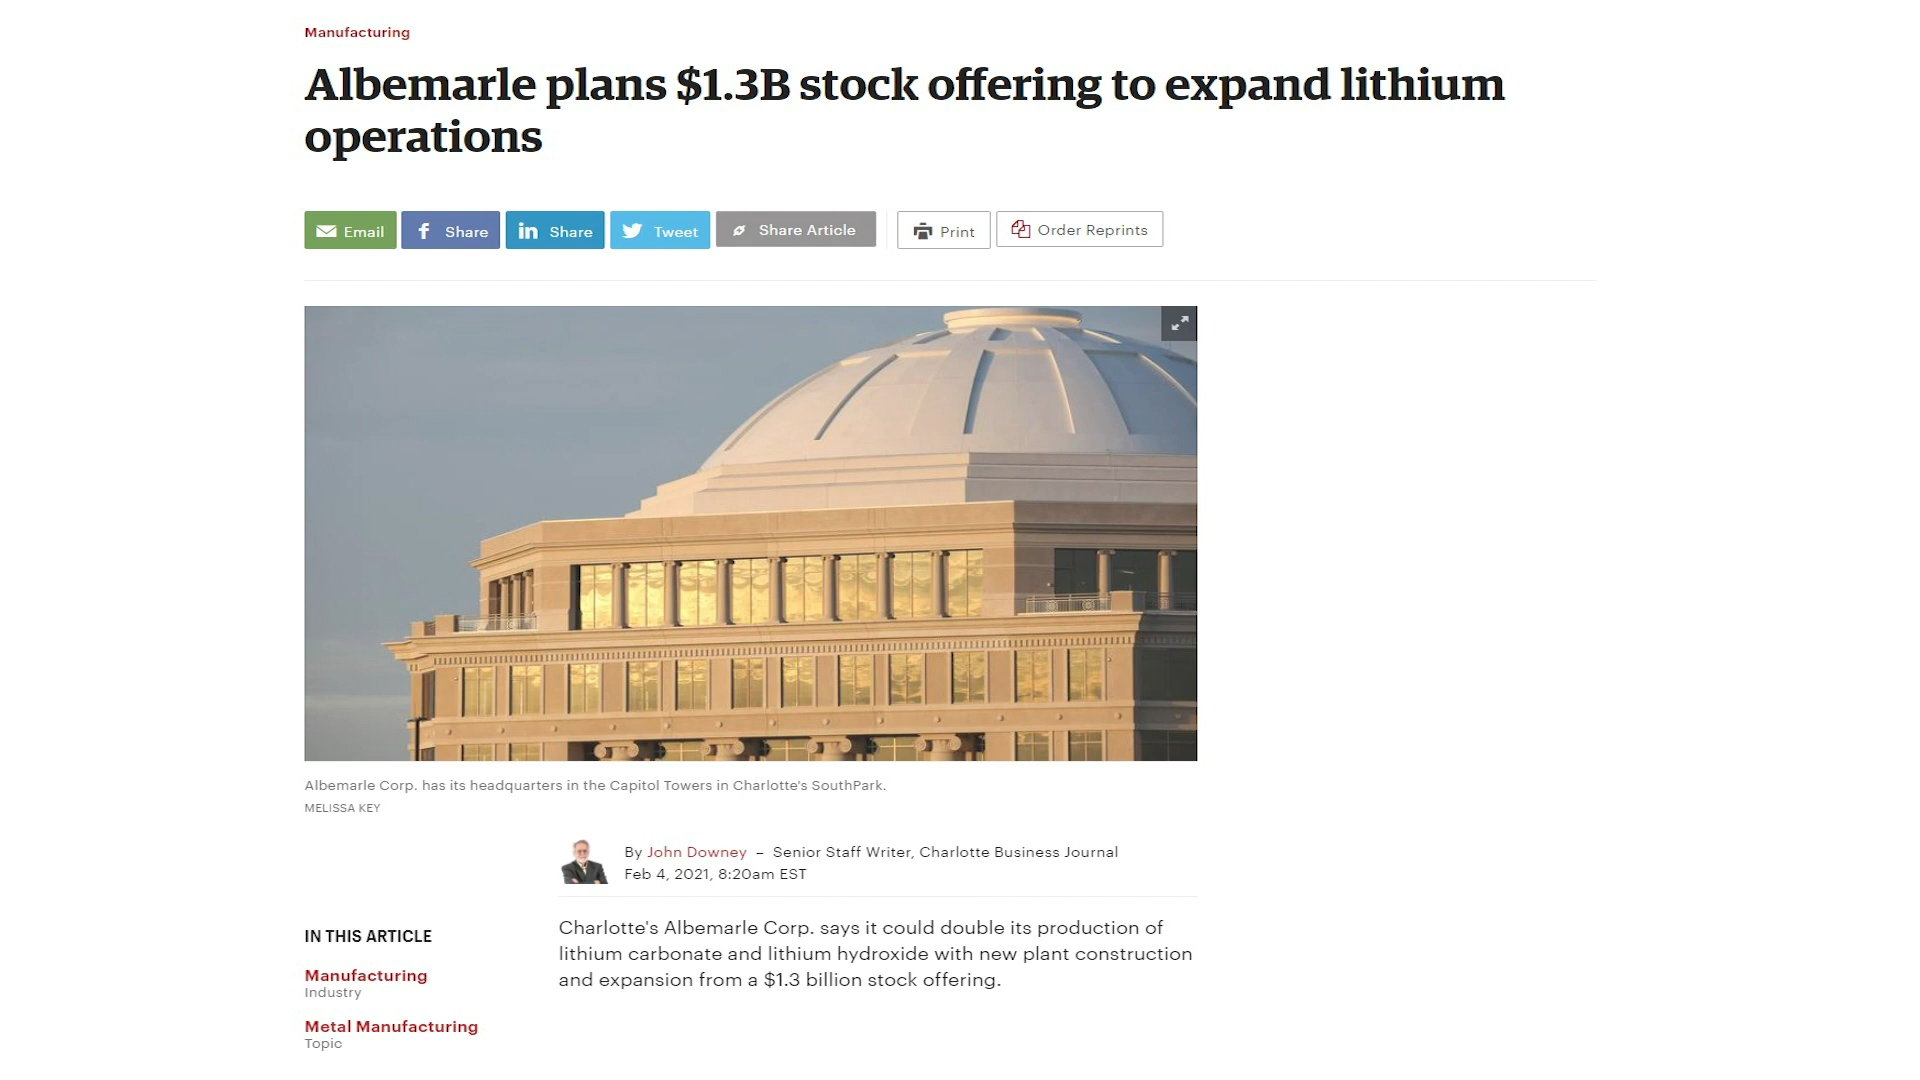 Manufacturing
Albemarle plans $1.3B stock offering to expand lithium
operations
Email
Share
Share
Tweet
Share Article
Print
Order Reprints
Albemarle Corp. has its headquarters in the Capitol Towers in Charlotte's SouthPark.
MELISSA KEY
By John Downey – Senior Staff Writer, Charlotte Business Journal
Feb 4, 2021, 8:20am EST
IN THIS ARTICLE
Manufacturing
Industry
Metal Manufacturing
Topic
Charlotte's Albemarle Corp. says it could double its production of
lithium carbonate and lithium hydroxide with new plant construction
and expansion from a $1.3 billion stock offering.